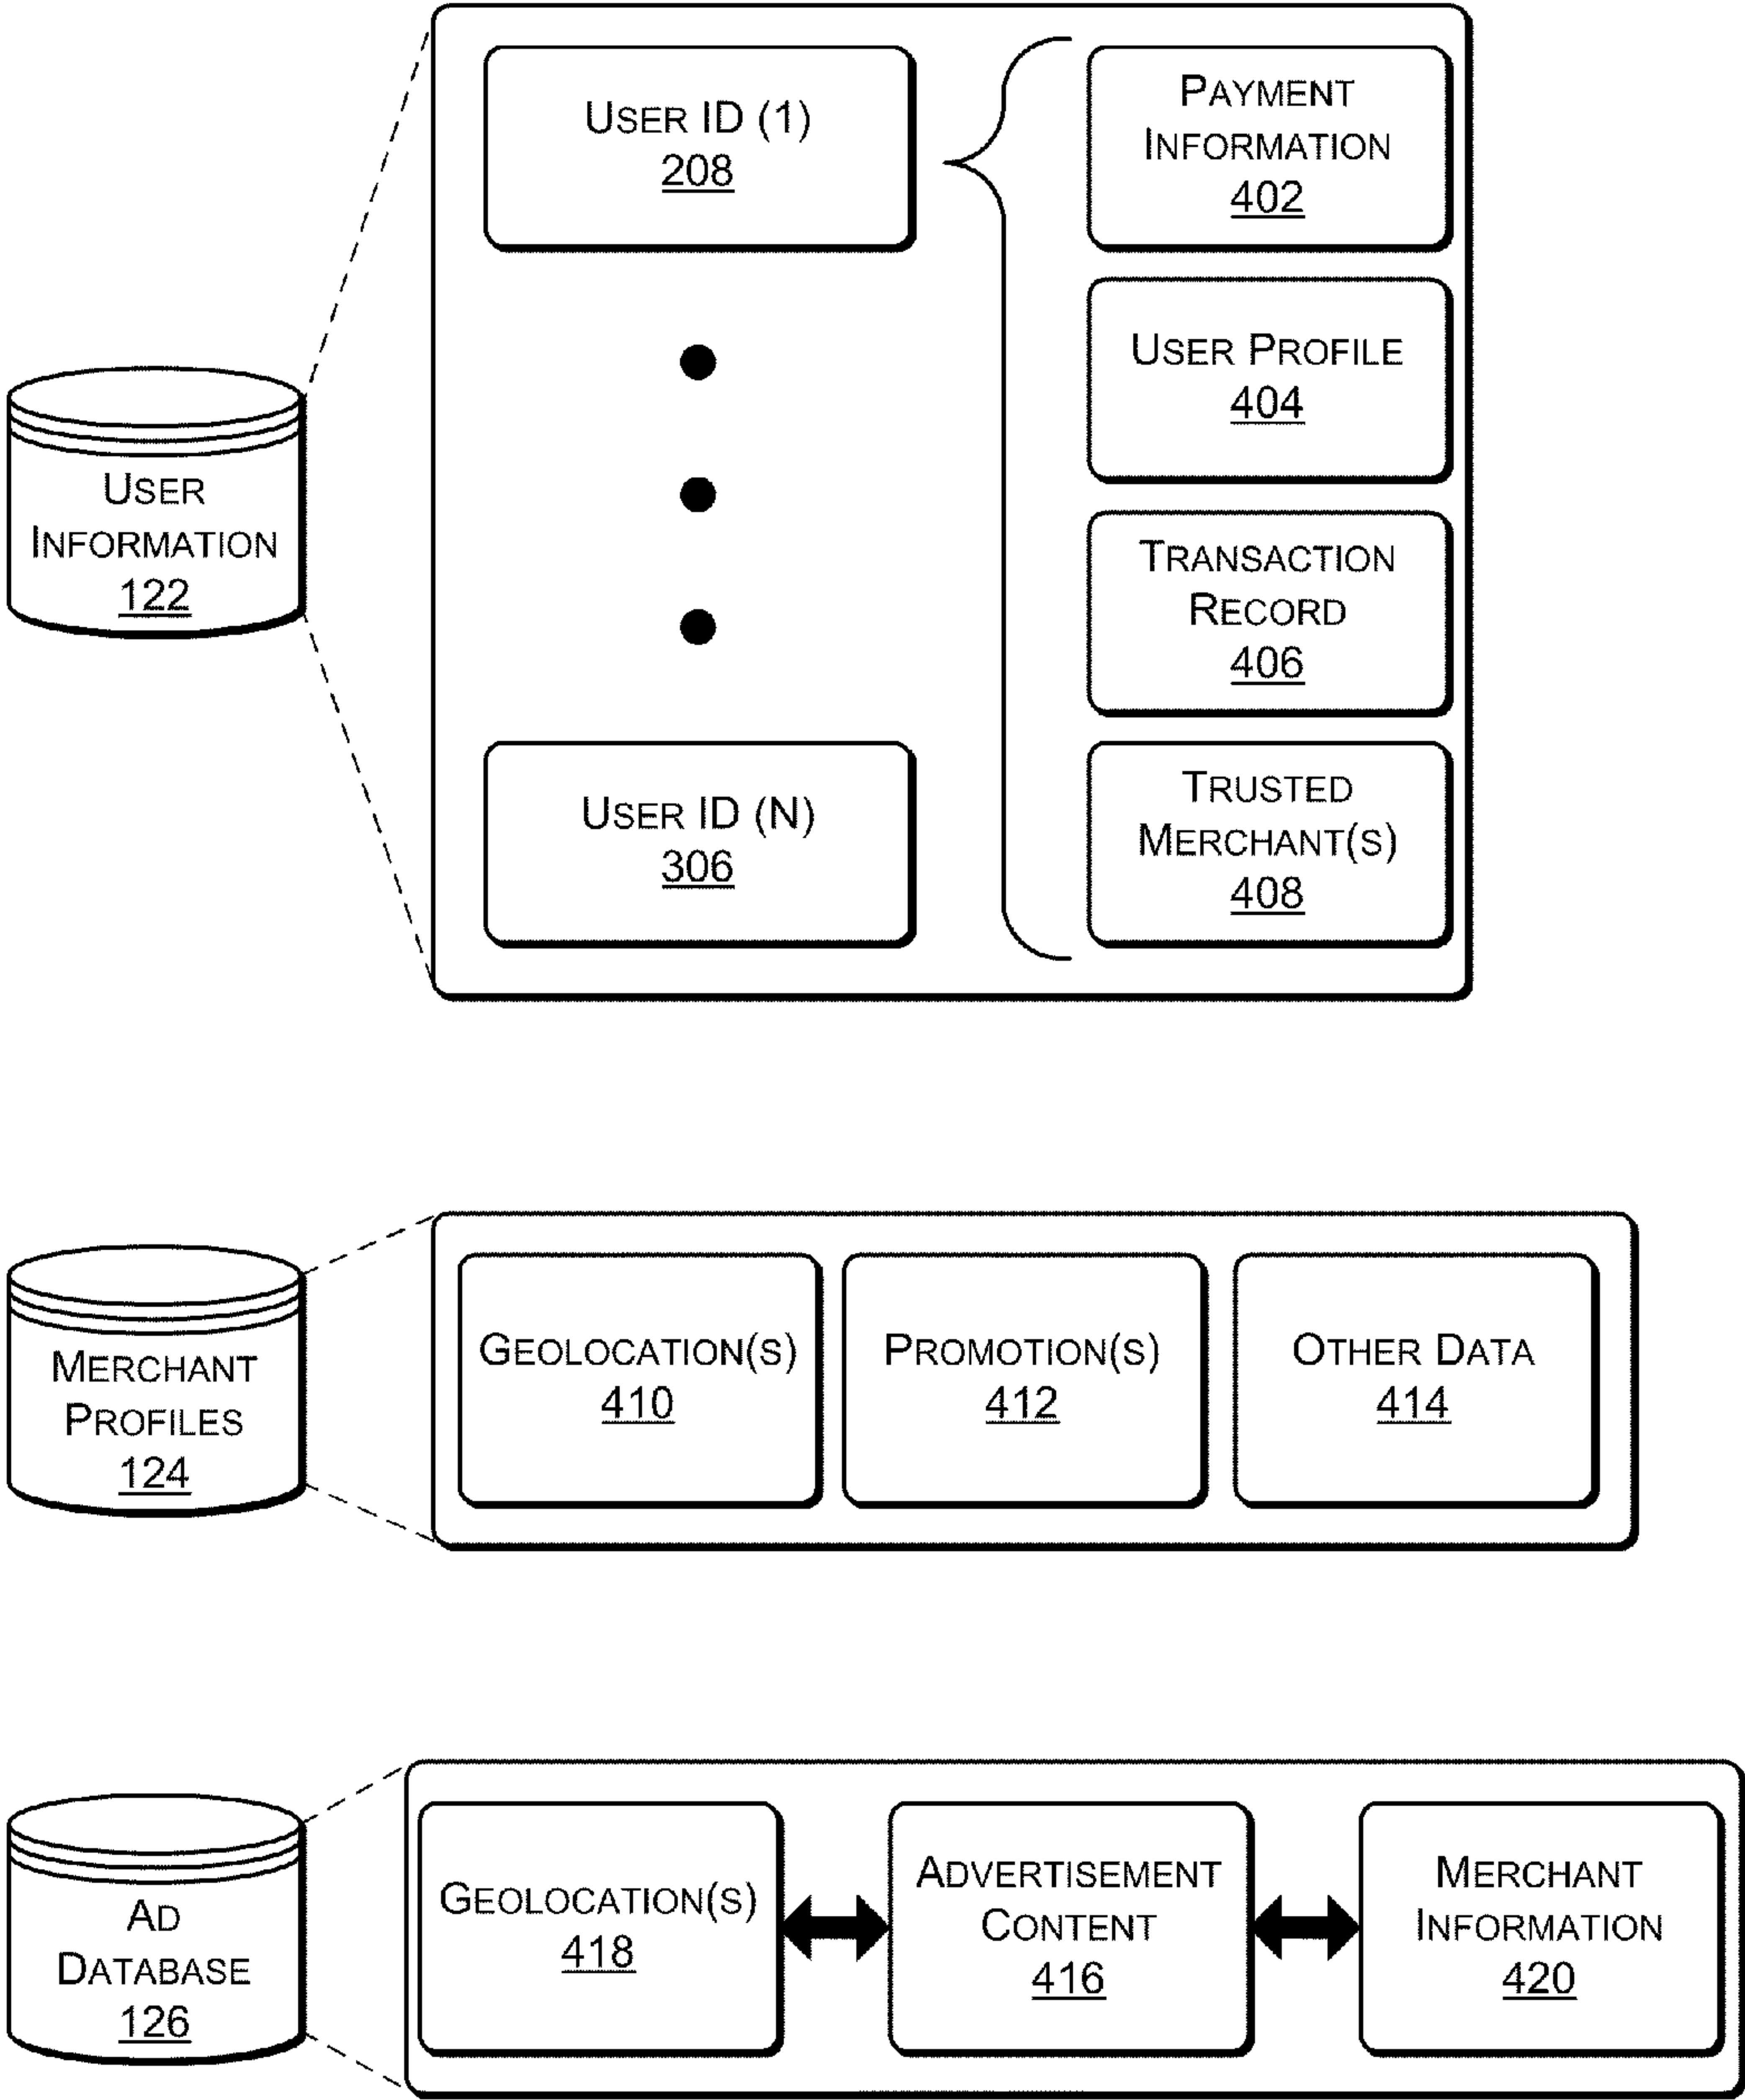 USER ID (1)
208
PAYMENT
INFORMATION
402
USER PROFILE
404
USER
INFORMATION
122
TRANSACTION
RECORD
406
USER ID (N)
306
TRUSTED
MERCHANT(S)
408
MERCHANT
PROFILES
124
GEOLOCATION(S)
410
PROMOTION(S)
412
OTHER DATA
414
AD
DATABASE
126
GEOLOCATION(S)
418
ADVERTISEMENT
CONTENT
416
MERCHANT
INFORMATION
420